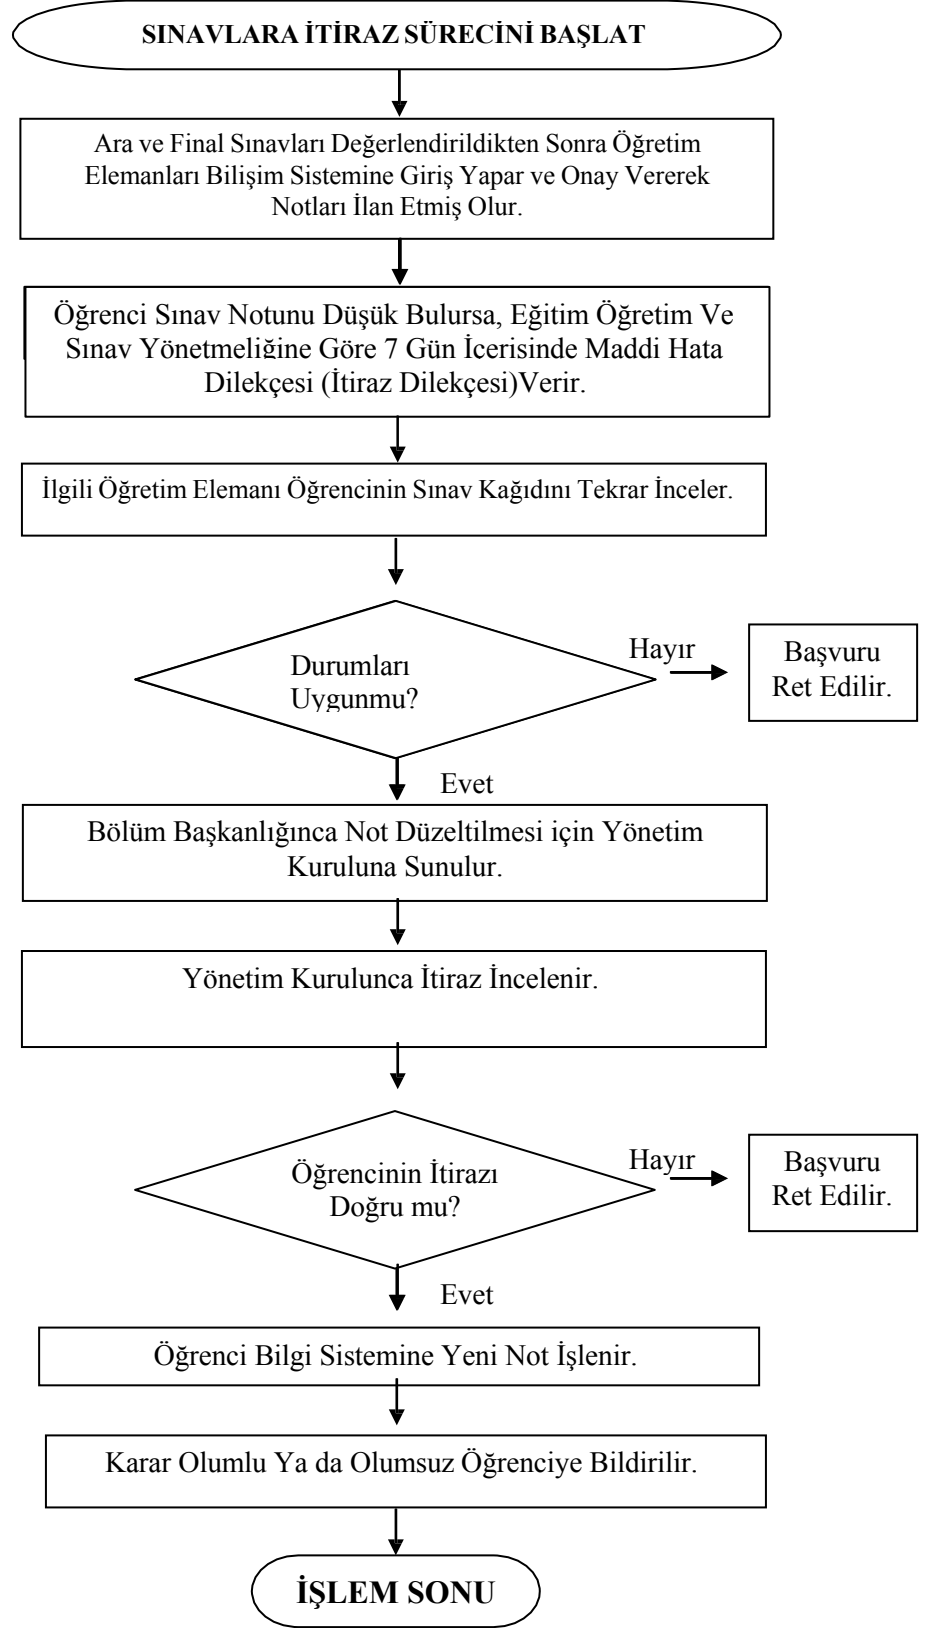 SINAVLARA İTİRAZ SÜRECİNİ BAŞLAT
Ara ve Final Sınavları Değerlendirildikten Sonra Öğretim
Elemanları Bilişim Sistemine Giriş Yapar ve Onay Vererek
Notları İlan Etmiş Olur.
Öğrenci Sınav Notunu Düşük Bulursa, Eğitim Öğretim Ve
Sınav Yönetmeliğine Göre 7 Gün İçerisinde Maddi Hata
Dilekçesi (İtiraz Dilekçesi)Verir.
İlgili Öğretim Elemanı Öğrencinin Sınav Kağıdını Tekrar İnceler.
Durumları
Uygunmu?
Hayır
Başvuru
Ret Edilir.
Evet
Bölüm Başkanlığınca Not Düzeltilmesi için Yönetim
Kuruluna Sunulur.
Yönetim Kurulunca İtiraz İncelenir.
Öğrencinin İtirazı
Doğru mu?
Hayır
Başvuru
Ret Edilir.
Evet
Öğrenci Bilgi Sistemine Yeni Not İşlenir.
Karar Olumlu Ya da Olumsuz Öğrenciye Bildirilir.
İŞLEM SONU